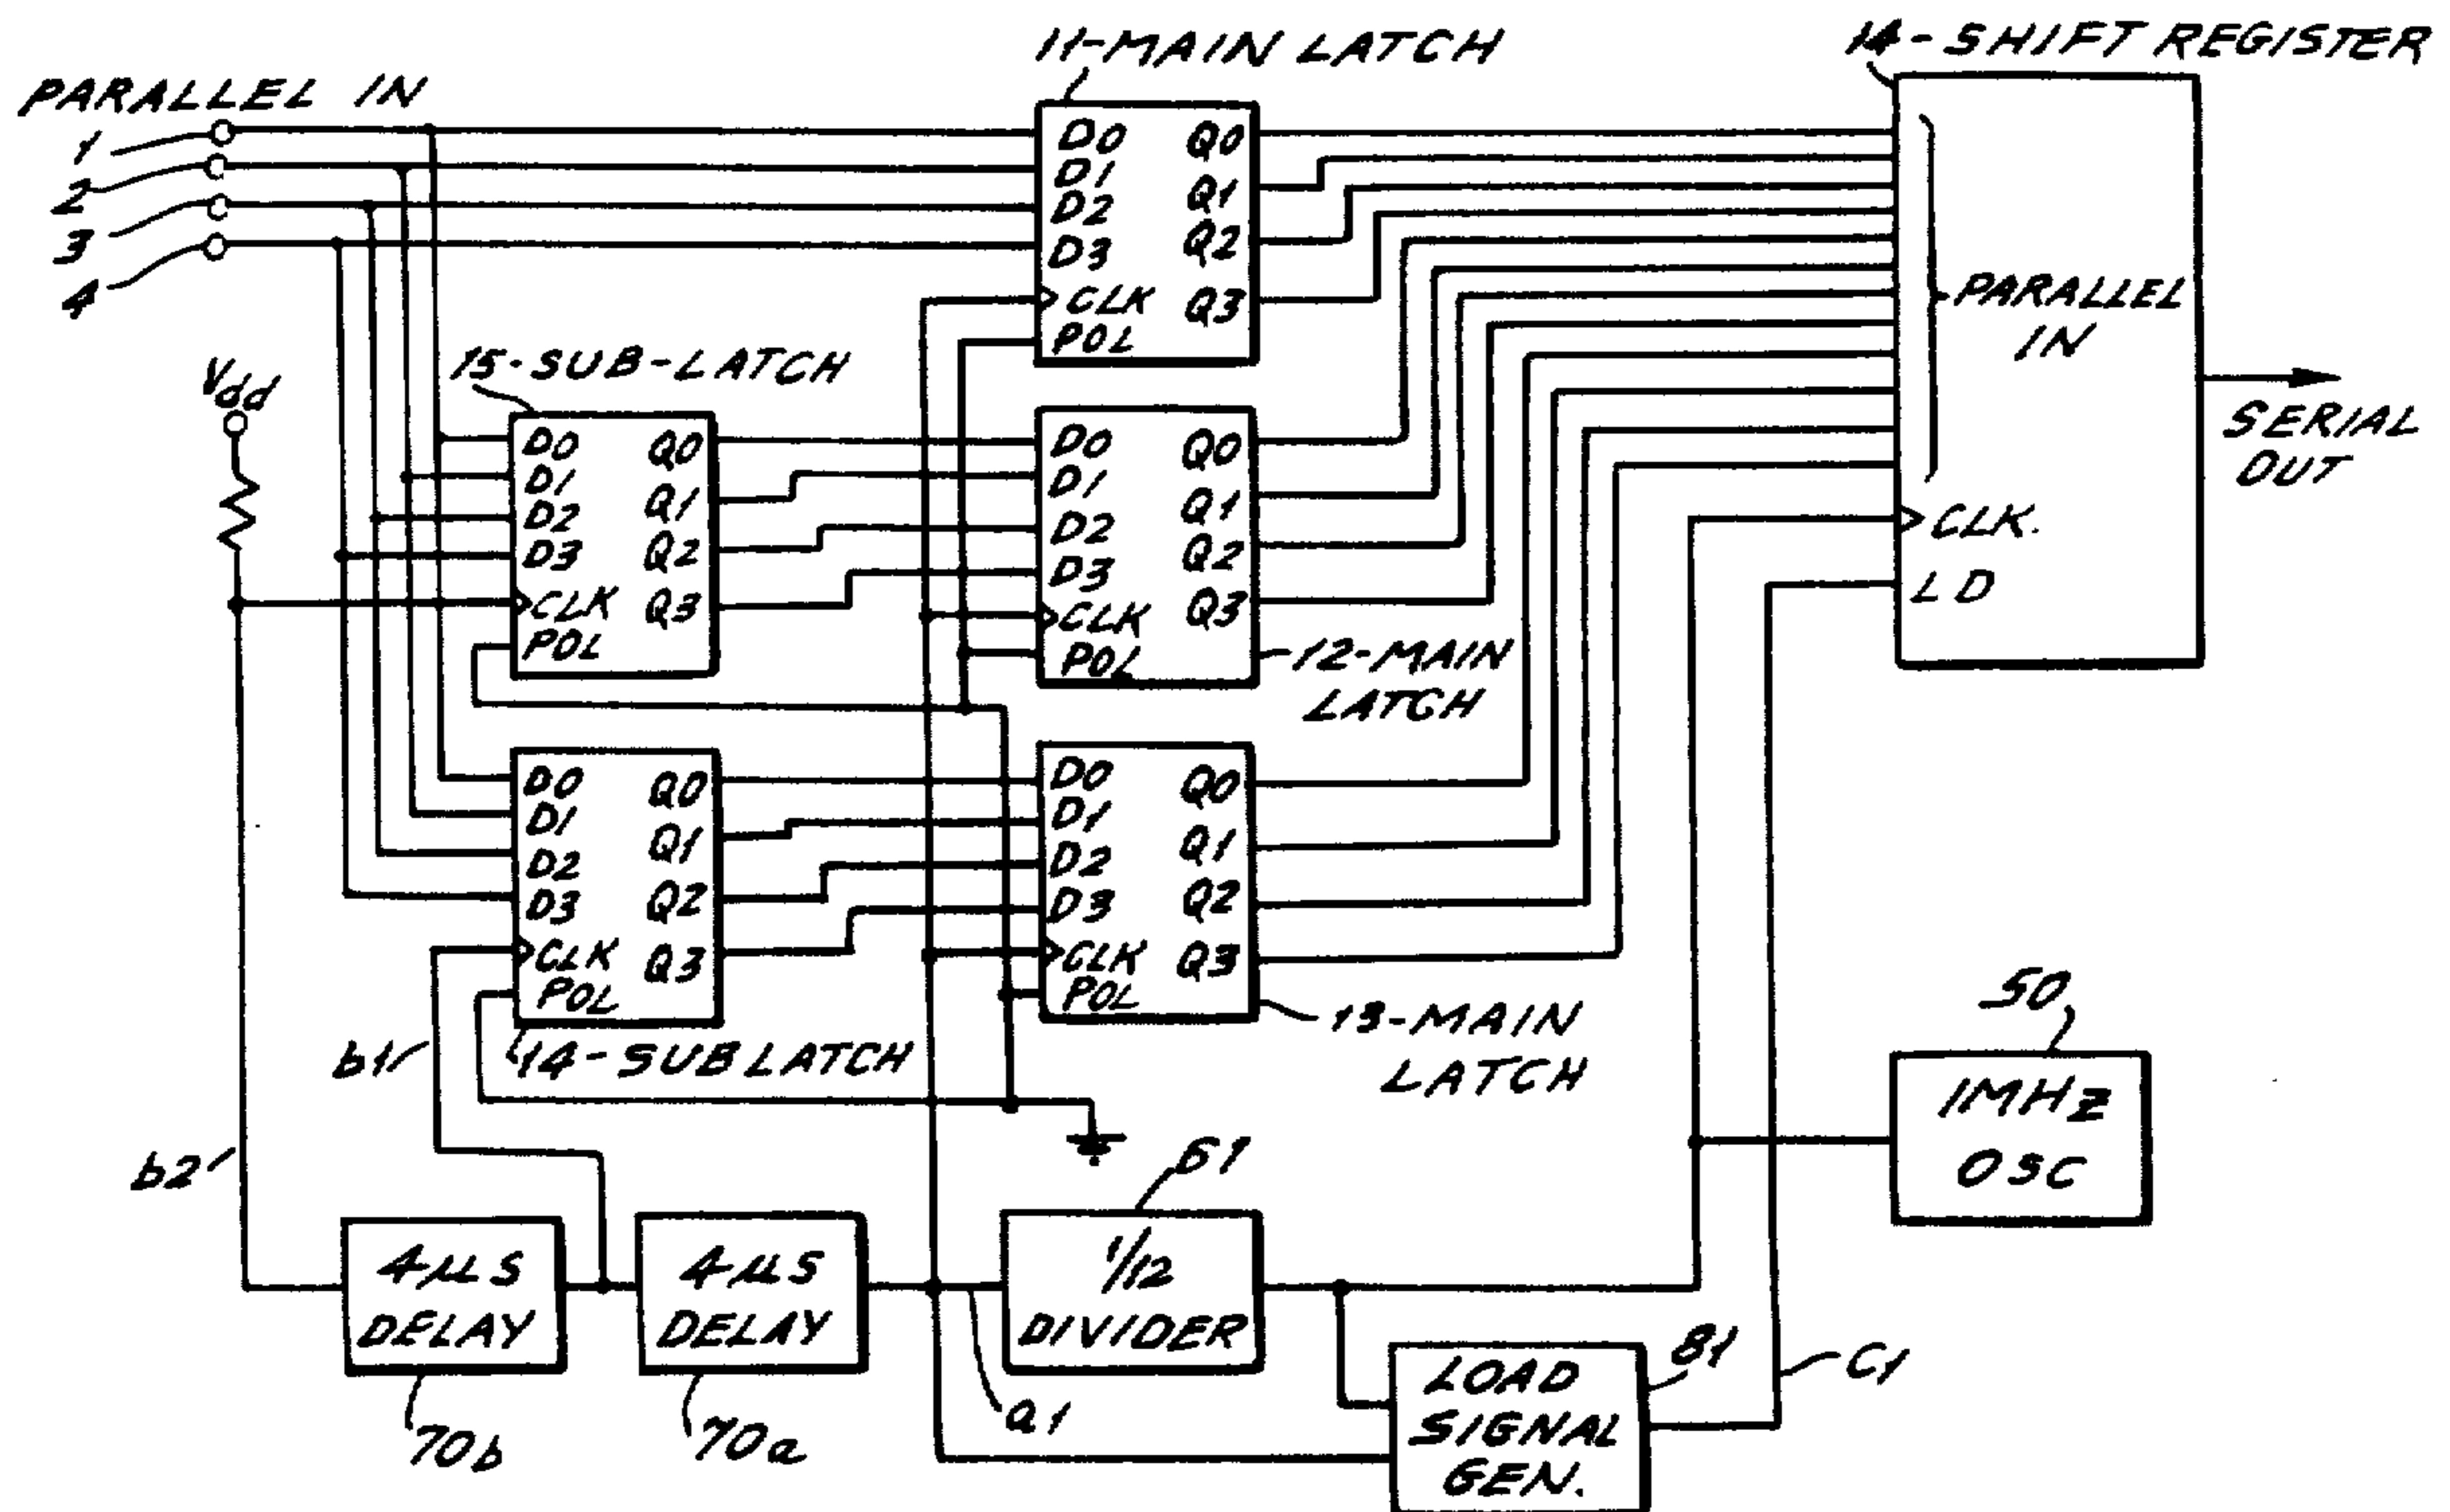 11-MAIN LATCH
14-SHIFT REGISTER
PARALLEL IN
1
2
3
4
D0
D1
D2
D3
CLK
POL
Q0
Q1
Q2
Q3
PARALLEL
IN
CLK.
LD
SERIAL
OUT
Vdd
15-SUB-LATCH
D0
D1
D2
D3
CLK
POL
Q0
Q1
Q2
Q3
D0
D1
D2
D3
CLK
POL
Q0
Q1
Q2
Q3
12-MAIN
LATCH
D0
D1
D2
D3
CLK
POL
Q0
Q1
Q2
Q3
14-SUB LATCH
D0
D1
D2
D3
CLK
POL
Q0
Q1
Q2
Q3
13-MAIN
LATCH
b1
b2
50
1MHZ
OSC
61
4μS
DELAY
70b
4μS
DELAY
70a
a1
1/12
DIVIDER
LOAD
SIGNAL
GEN.
81
C1